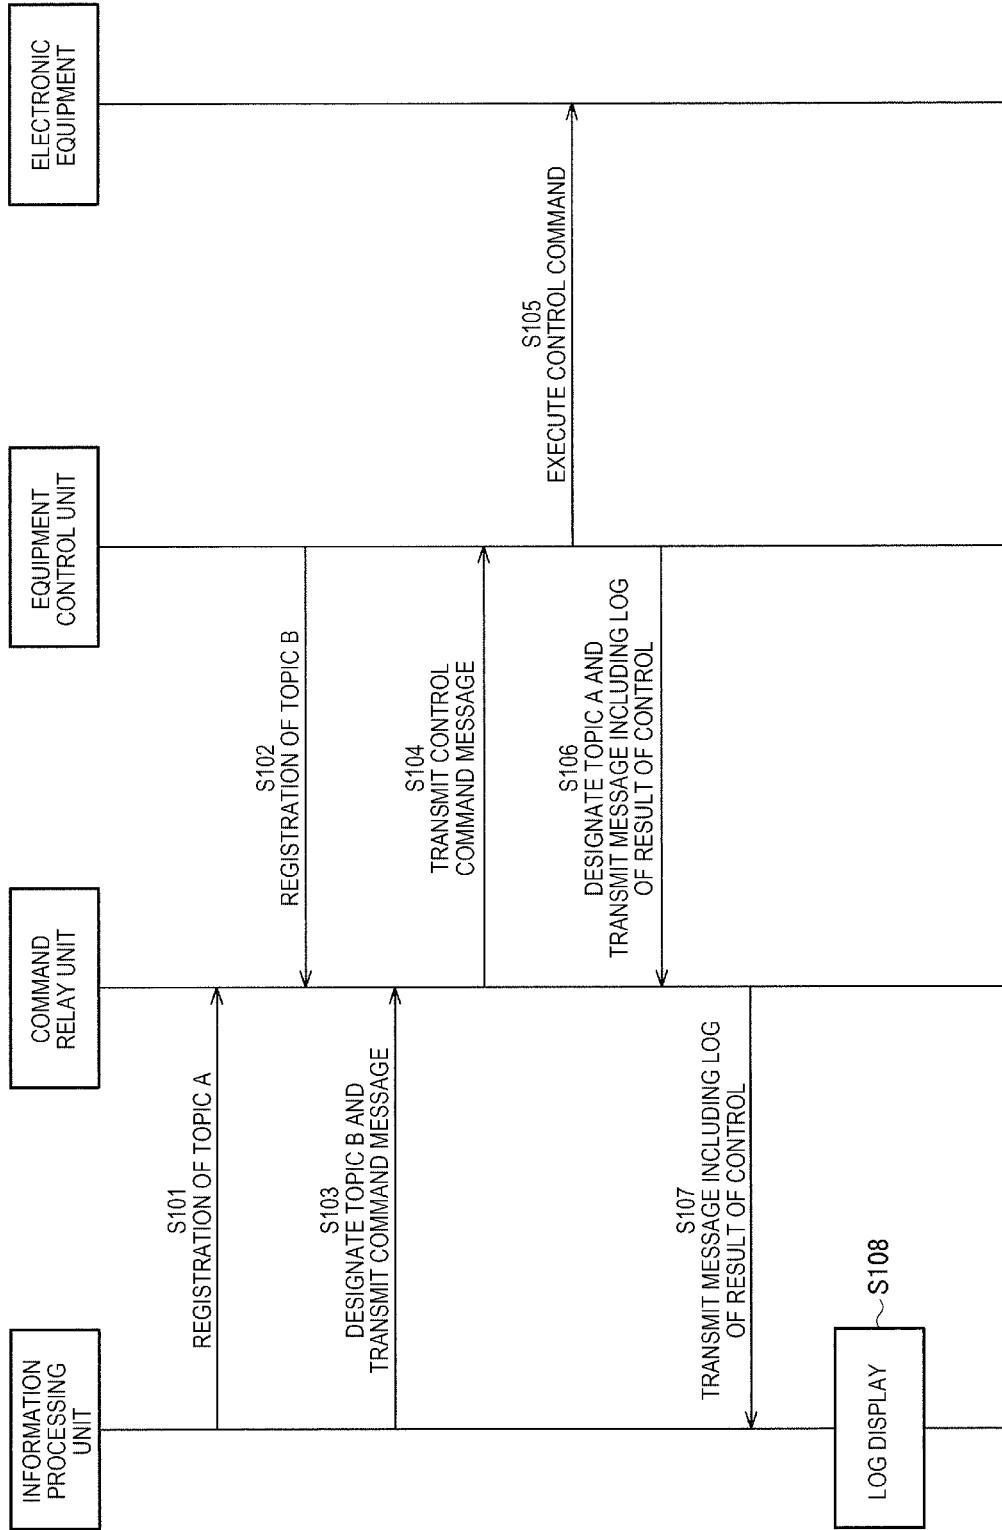 INFORMATION
PROCESSING
UNIT
COMMAND
RELAY UNIT
EQUIPMENT
CONTROL UNIT
ELECTRONIC
EQUIPMENT
S101
REGISTRATION OF TOPIC A
S102
REGISTRATION OF TOPIC B
S103
DESIGNATE TOPIC B AND
TRANSMIT COMMAND MESSAGE
S104
TRANSMIT CONTROL
COMMAND MESSAGE
S105
EXECUTE CONTROL COMMAND
S106
DESIGNATE TOPIC A AND
TRANSMIT MESSAGE INCLUDING LOG
OF RESULT OF CONTROL
S107
TRANSMIT MESSAGE INCLUDING LOG
OF RESULT OF CONTROL
LOG DISPLAY
S108